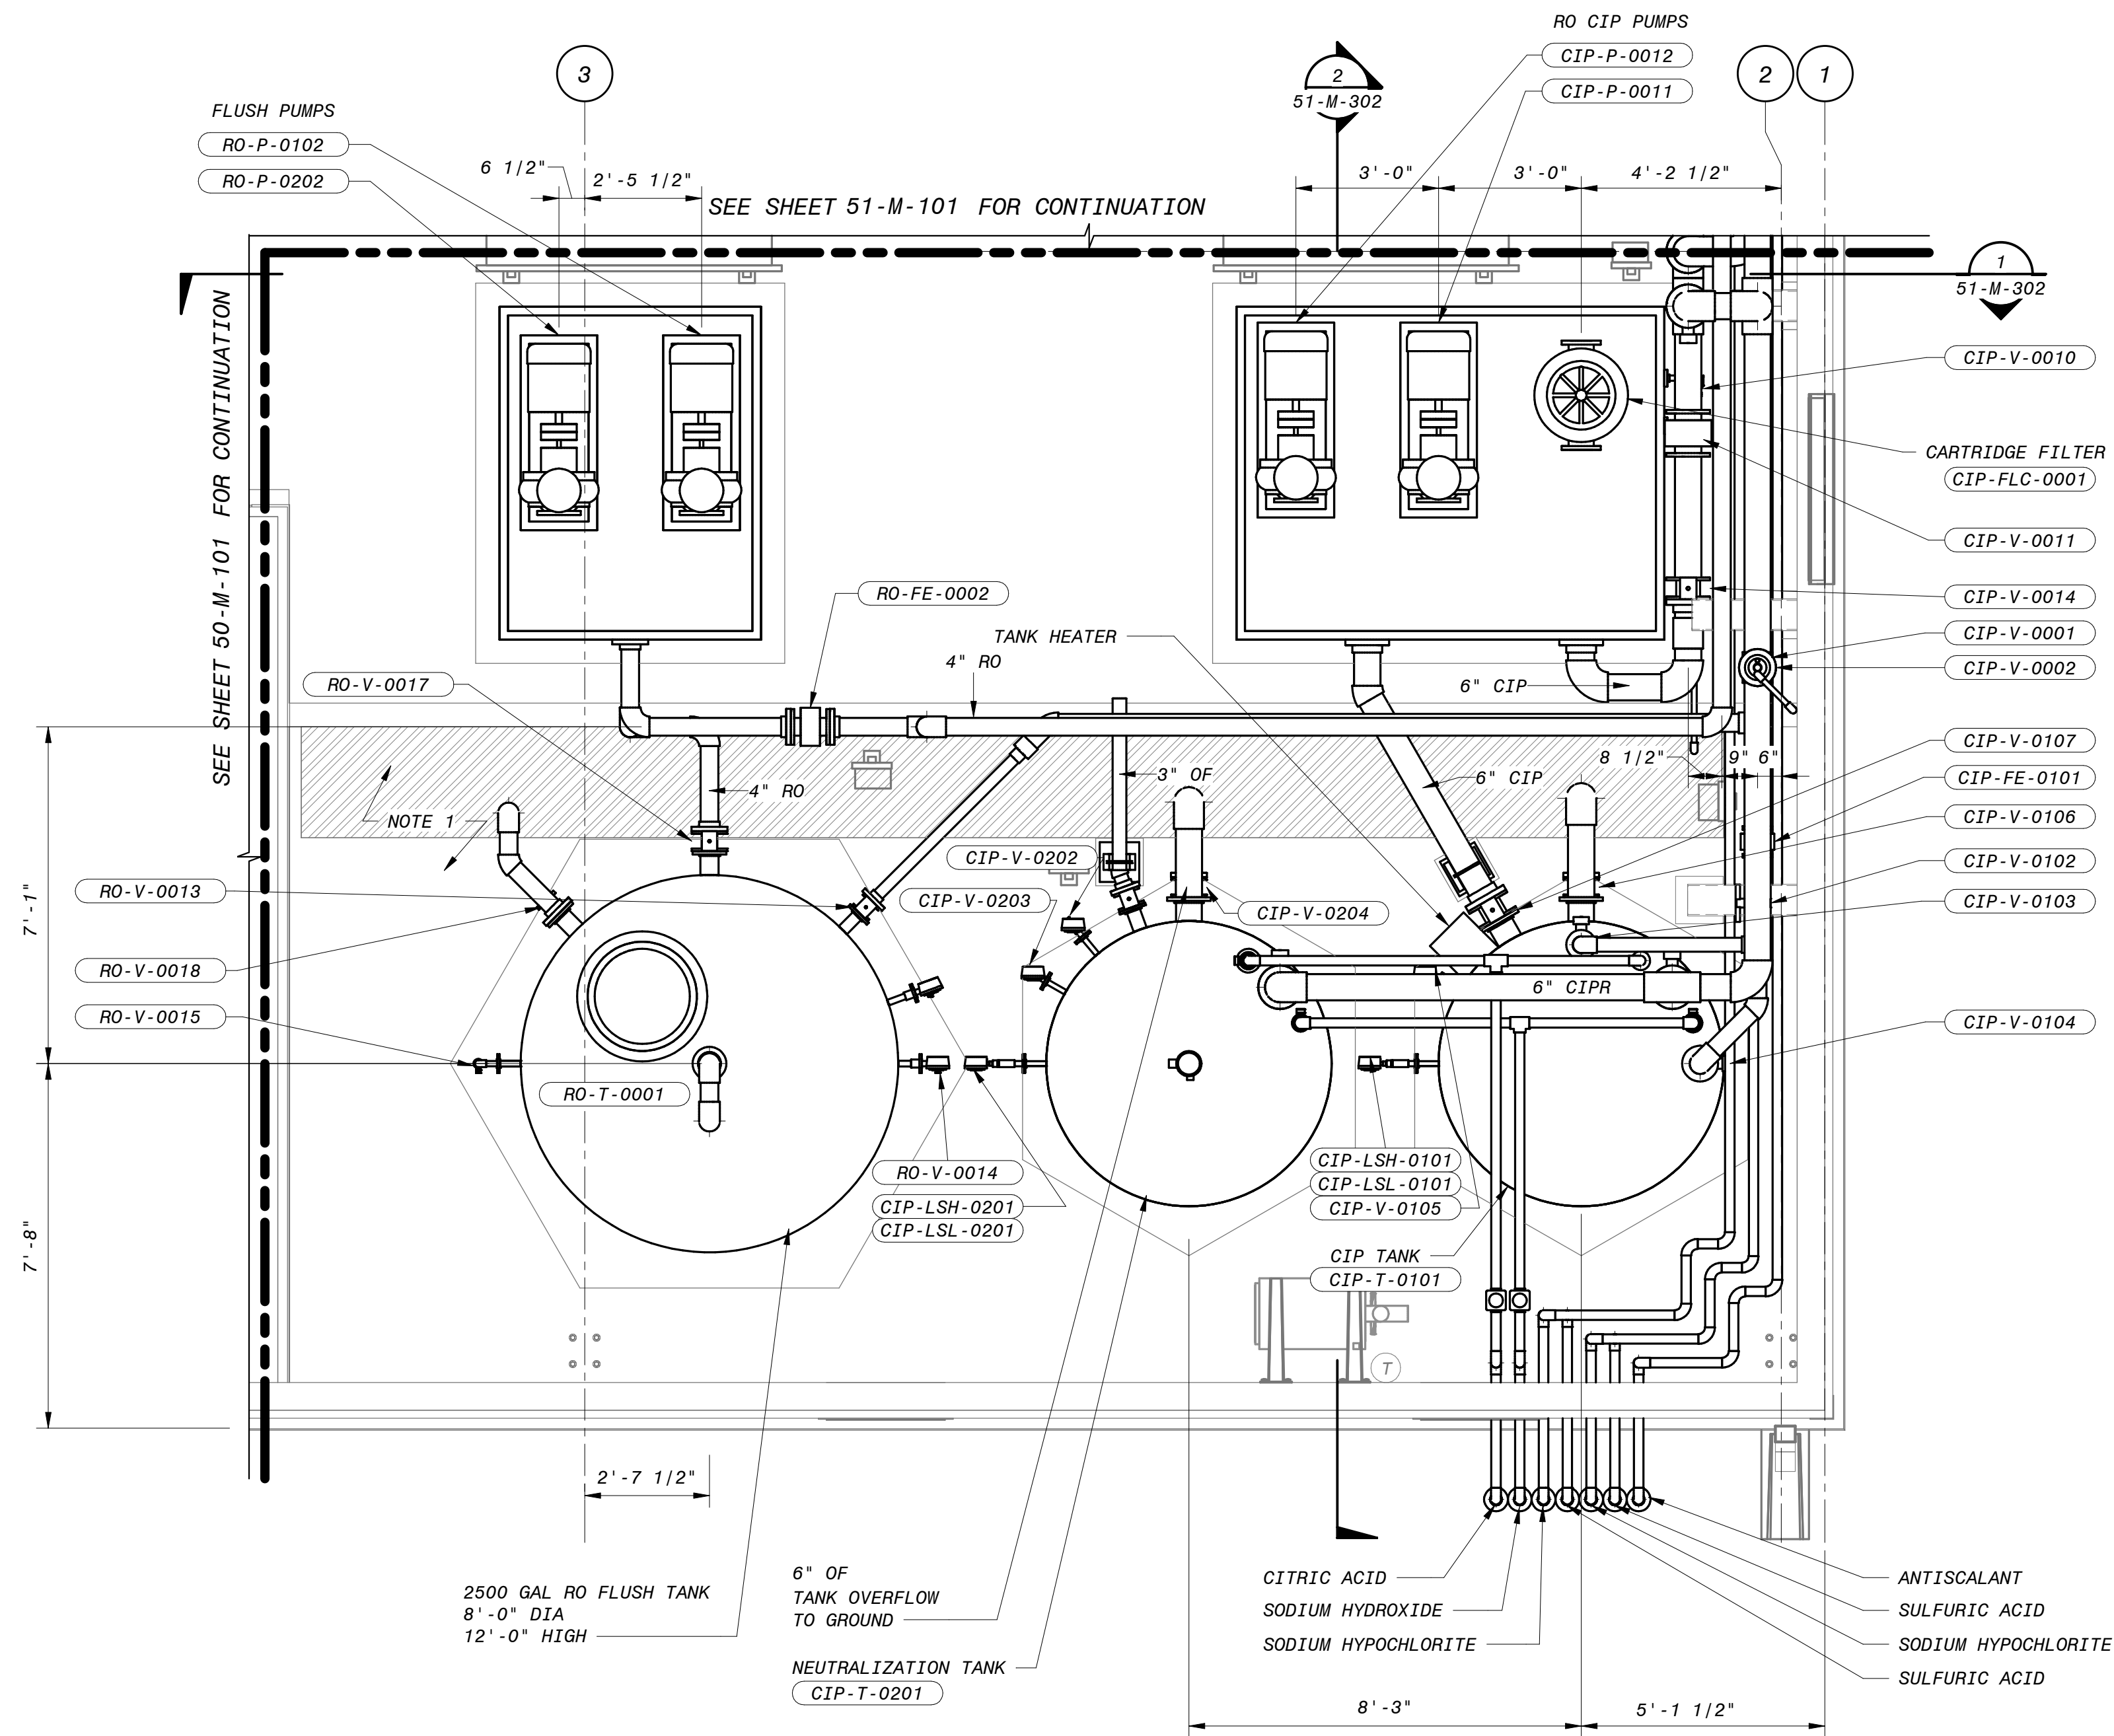 RO CIP PUMPS
CIP-P-0012
CIP-P-0011
3
2
51-M-302
2
1
FLUSH PUMPS
RO-P-0102
RO-P-0202
6 1/2"
2'-5 1/2"
3'-0"
3'-0"
4'-2 1/2"
SEE SHEET 51-M-101 FOR CONTINUATION
SEE SHEET 50-M-101 FOR CONTINUATION
1
51-M-302
CIP-V-0010
CARTRIDGE FILTER
CIP-FLC-0001
CIP-V-0011
CIP-V-0014
CIP-V-0001
CIP-V-0002
RO-FE-0002
TANK HEATER
4" RO
RO-V-0017
6" CIP
8 1/2"
9"
6"
CIP-V-0107
CIP-FE-0101
CIP-V-0106
CIP-V-0102
CIP-V-0103
3" OF
6" CIP
4" RO
NOTE 1
CIP-V-0202
CIP-V-0203
CIP-V-0204
RO-V-0013
7'-1"
RO-V-0018
RO-V-0015
6" CIPR
CIP-V-0104
RO-T-0001
RO-V-0014
CIP-LSH-0201
CIP-LSL-0201
CIP-LSH-0101
CIP-LSL-0101
CIP-V-0105
7'-8"
CIP TANK
CIP-T-0101
T
2'-7 1/2"
2500 GAL RO FLUSH TANK
8'-0" DIA
12'-0" HIGH
6" OF
TANK OVERFLOW
TO GROUND
NEUTRALIZATION TANK
CIP-T-0201
CITRIC ACID
SODIUM HYDROXIDE
SODIUM HYPOCHLORITE
ANTISCALANT
SULFURIC ACID
SODIUM HYPOCHLORITE
SULFURIC ACID
8'-3"
5'-1 1/2"